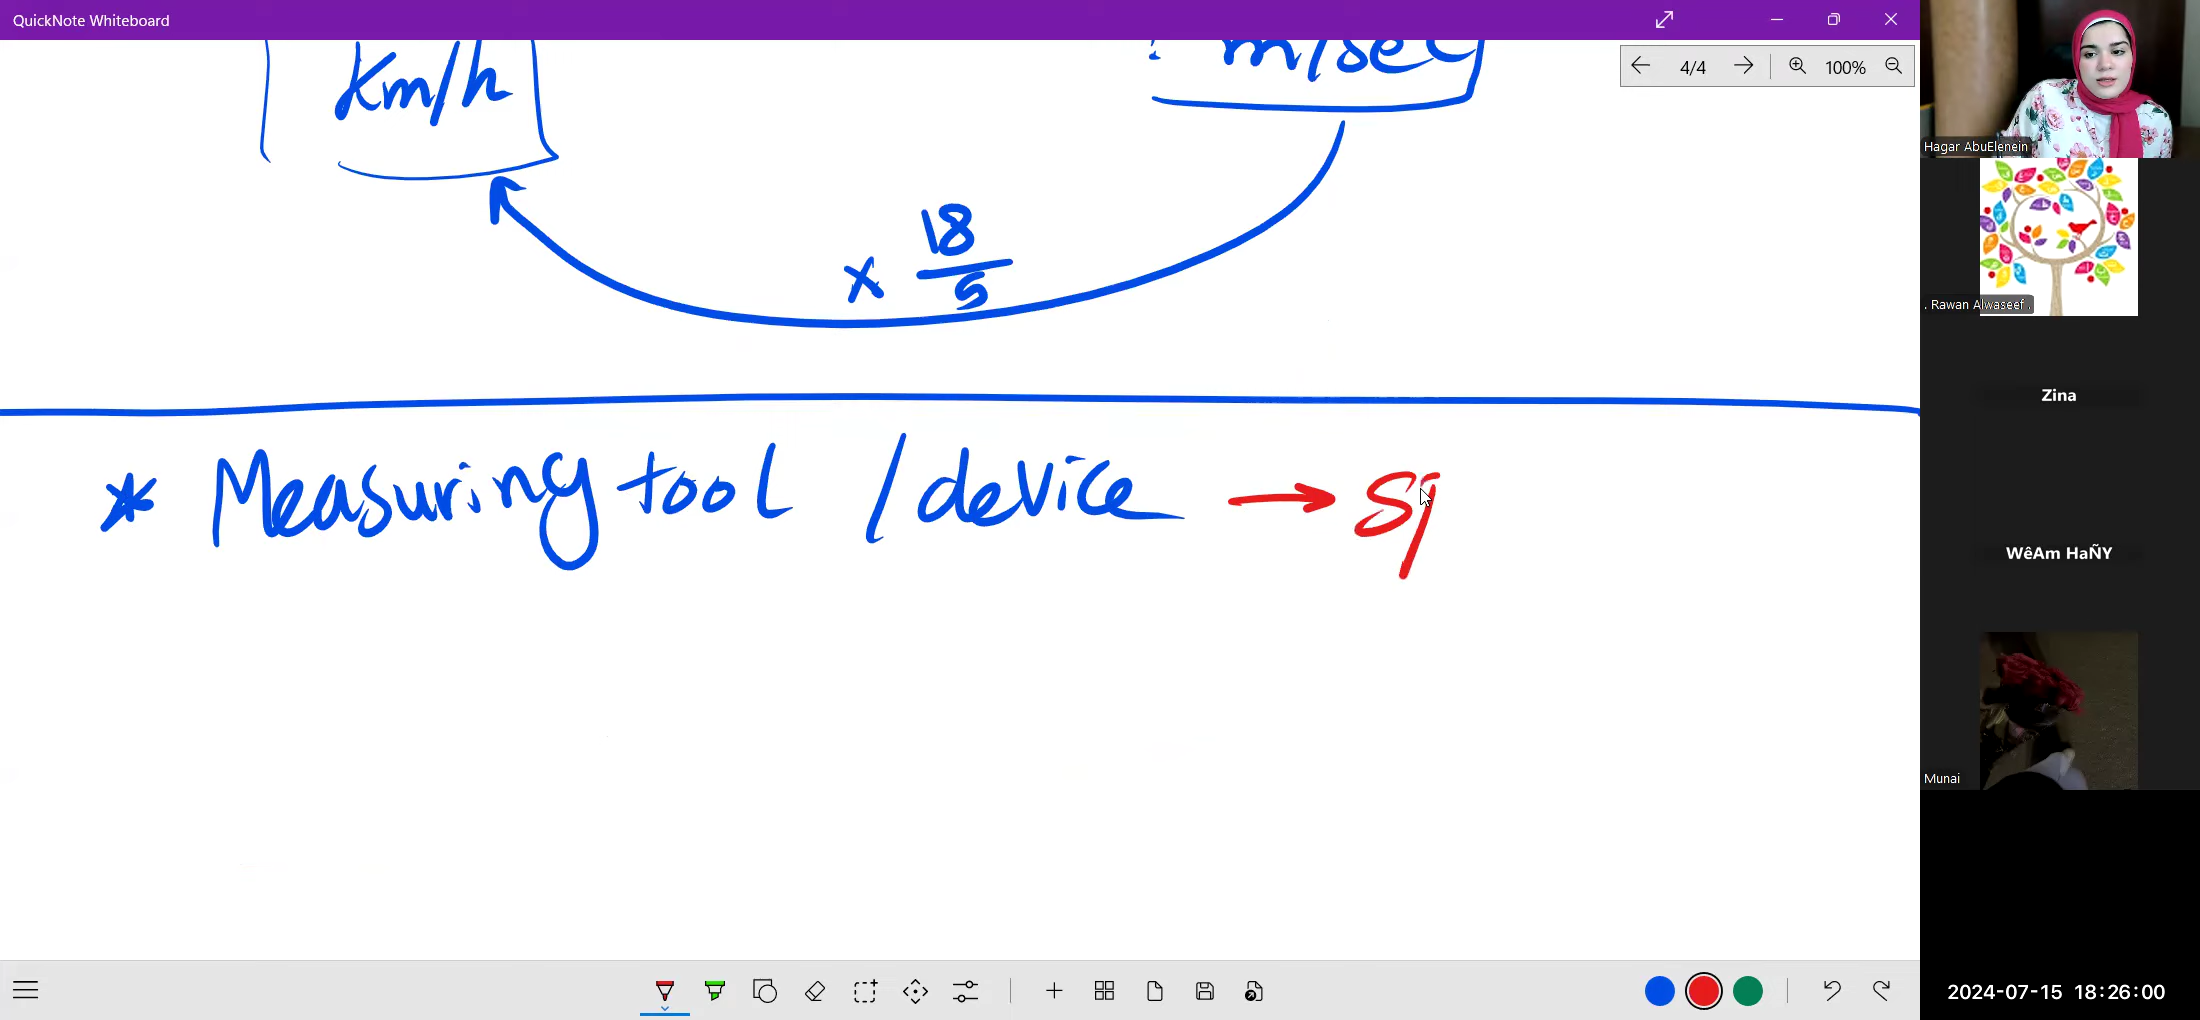 QuickNote Whiteboard
Km/h
m/sec
4/4
100%
× 18/5
* Measuring tool / device → Sp
Hagar AbuElenein
. Rawan Alwaseef .
Zina
WêAm HaÑY
Munai
2024-07-15 18:26:00